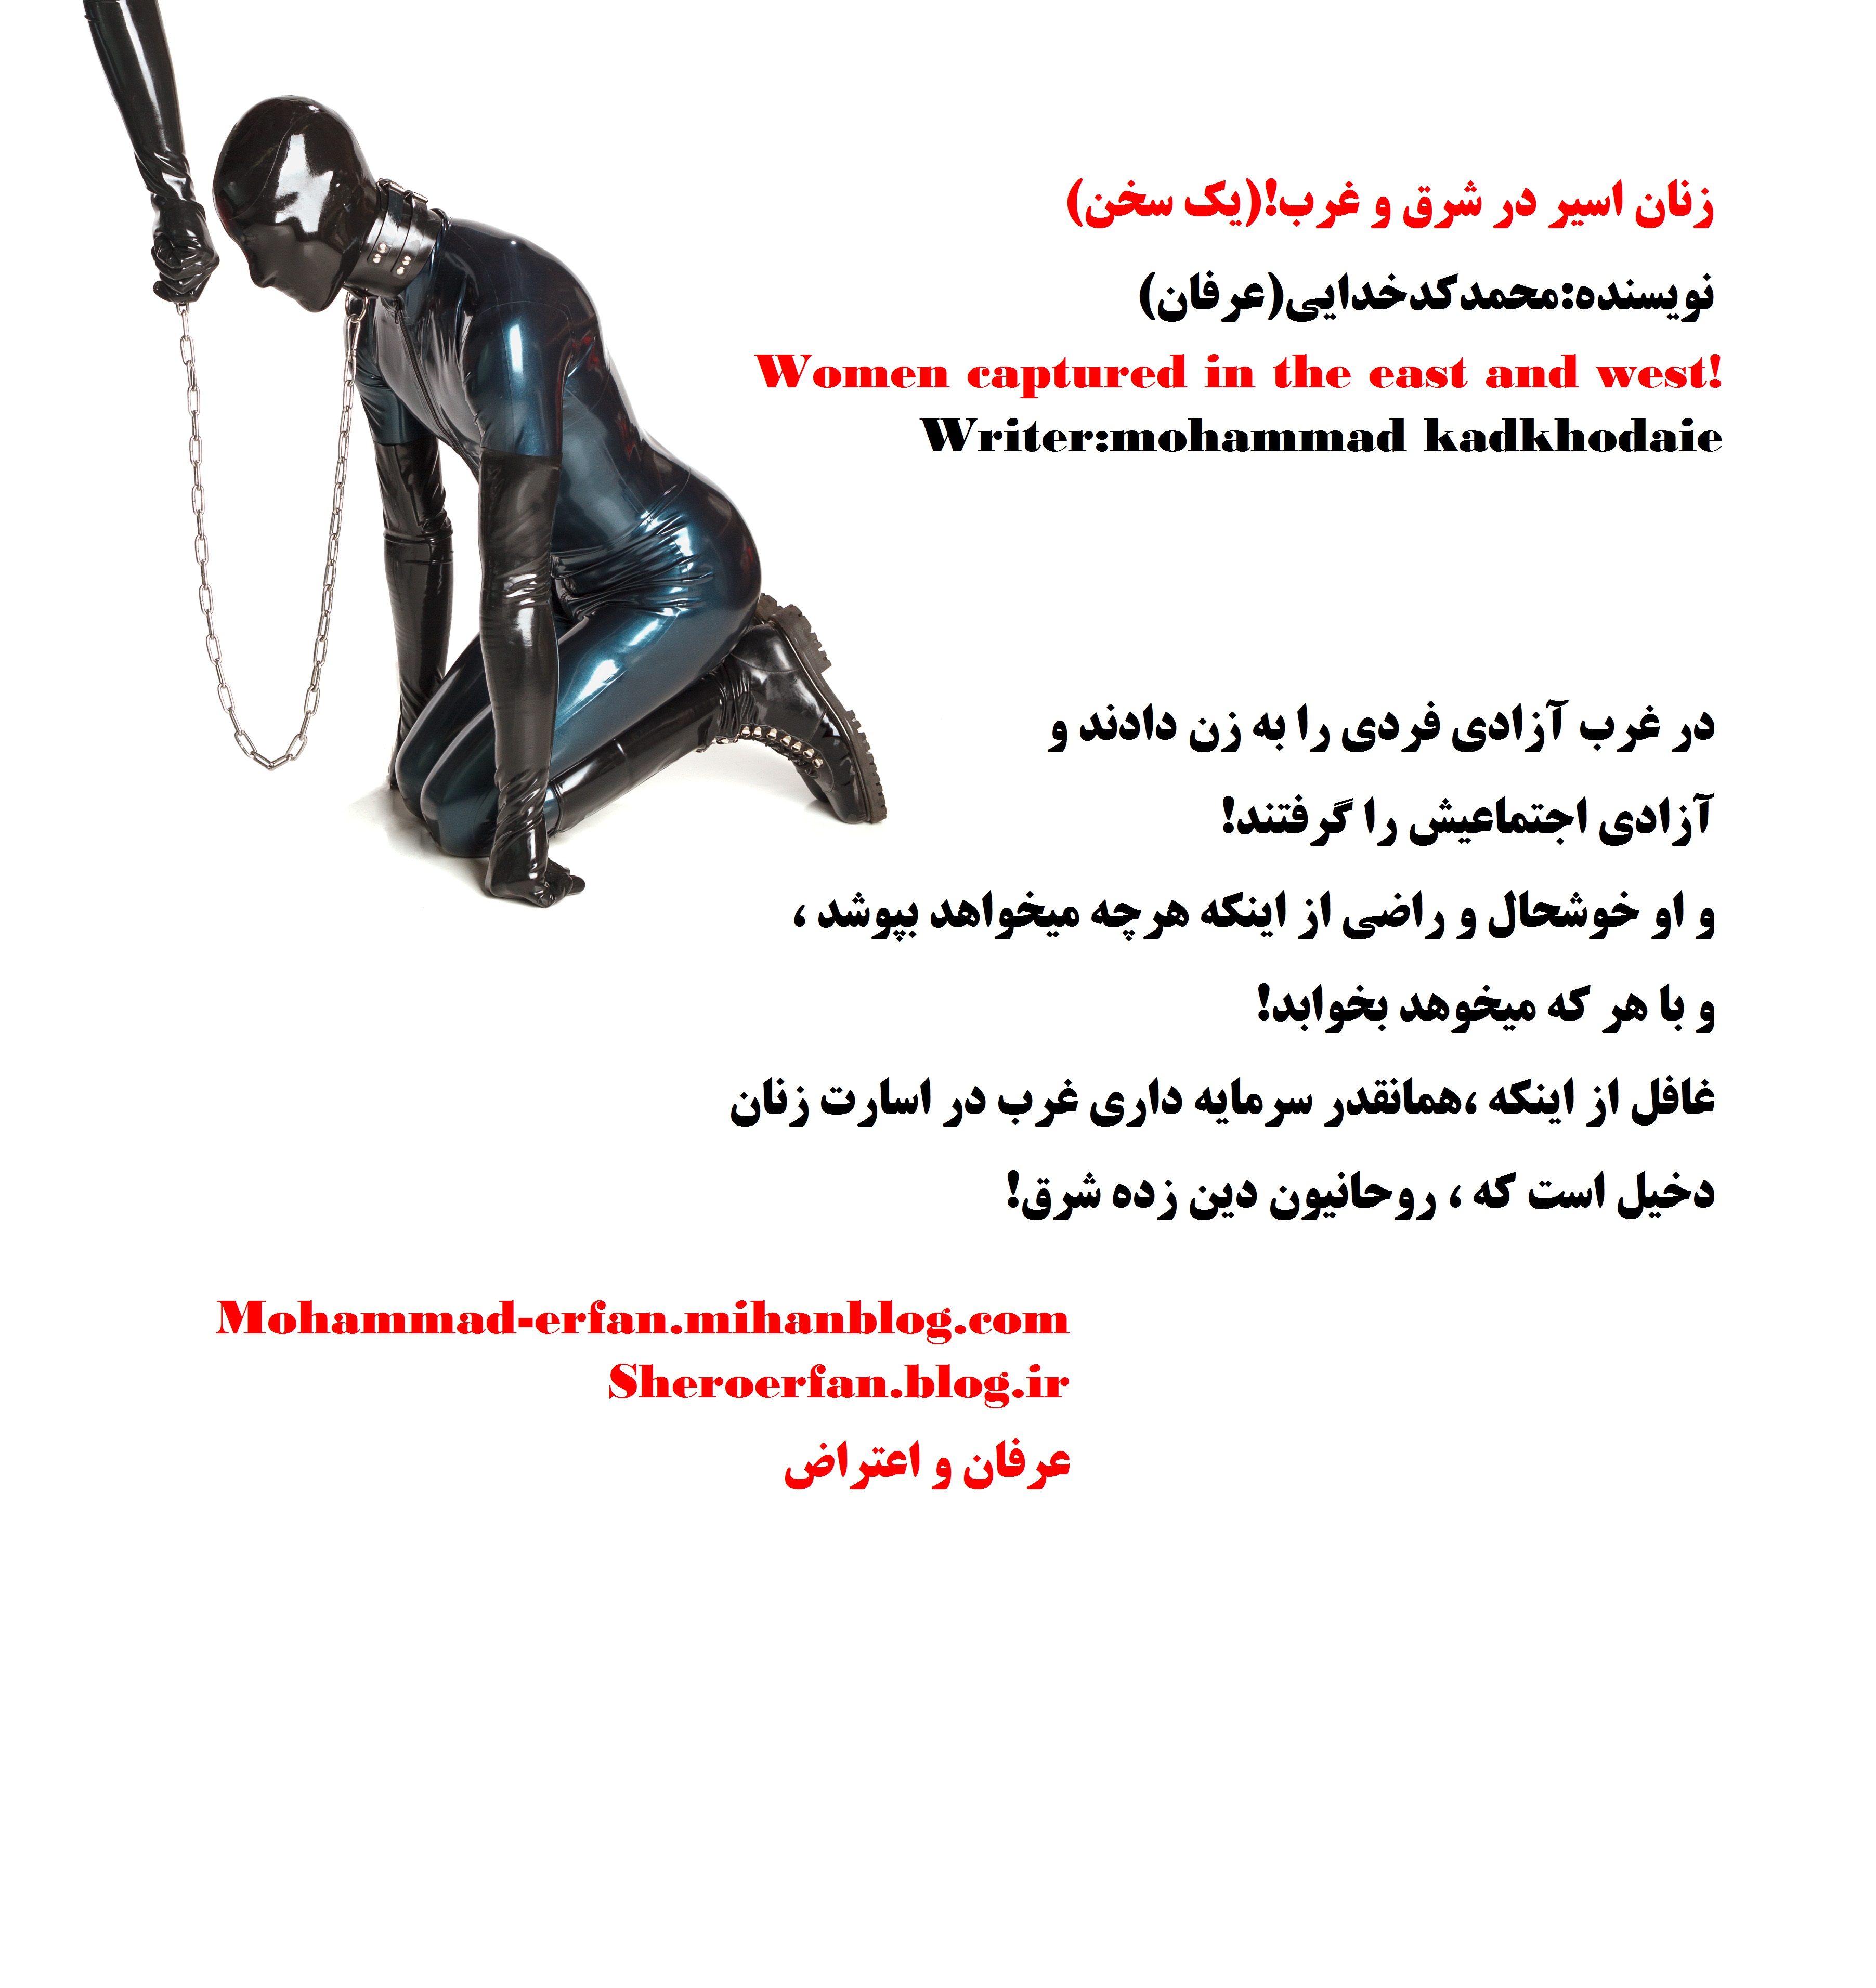 زنان اسیر در شرق و غرب!(یک سخن)
نویسنده:محمدکدخدایی(عرفان)
Women captured in the east and west!
Writer:mohammad kadkhodaie
در غرب آزادی فردی را به زن دادند و
آزادی اجتماعیش را گرفتند!
و او خوشحال و راضی از اینکه هرچه میخواهد بپوشد ،
و با هر که میخوهد بخوابد!
غافل از اینکه ،همانقدر سرمایه داری غرب در اسارت زنان
دخیل است که ، روحانیون دین زده شرق!
Mohammad-erfan.mihanblog.com
Sheroerfan.blog.ir
عرفان و اعتراض